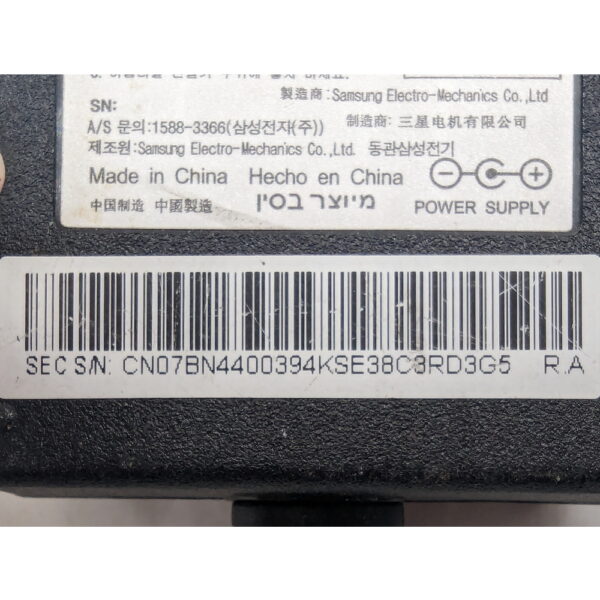 製造商: Samsung Electro-Mechanics Co.,Ltd
SN:
A/S 문의:1588-3366(삼성전자(주)) 制造商: 三星电机有限公司
제조원:Samsung Electro-Mechanics Co.,Ltd. 동관삼성전기
Made in China Hecho en China
中国制造 中國製造 מיוצר בסין POWER SUPPLY
SEC S/N: CN07BN4400394KSE38C8RD3G5 R.A